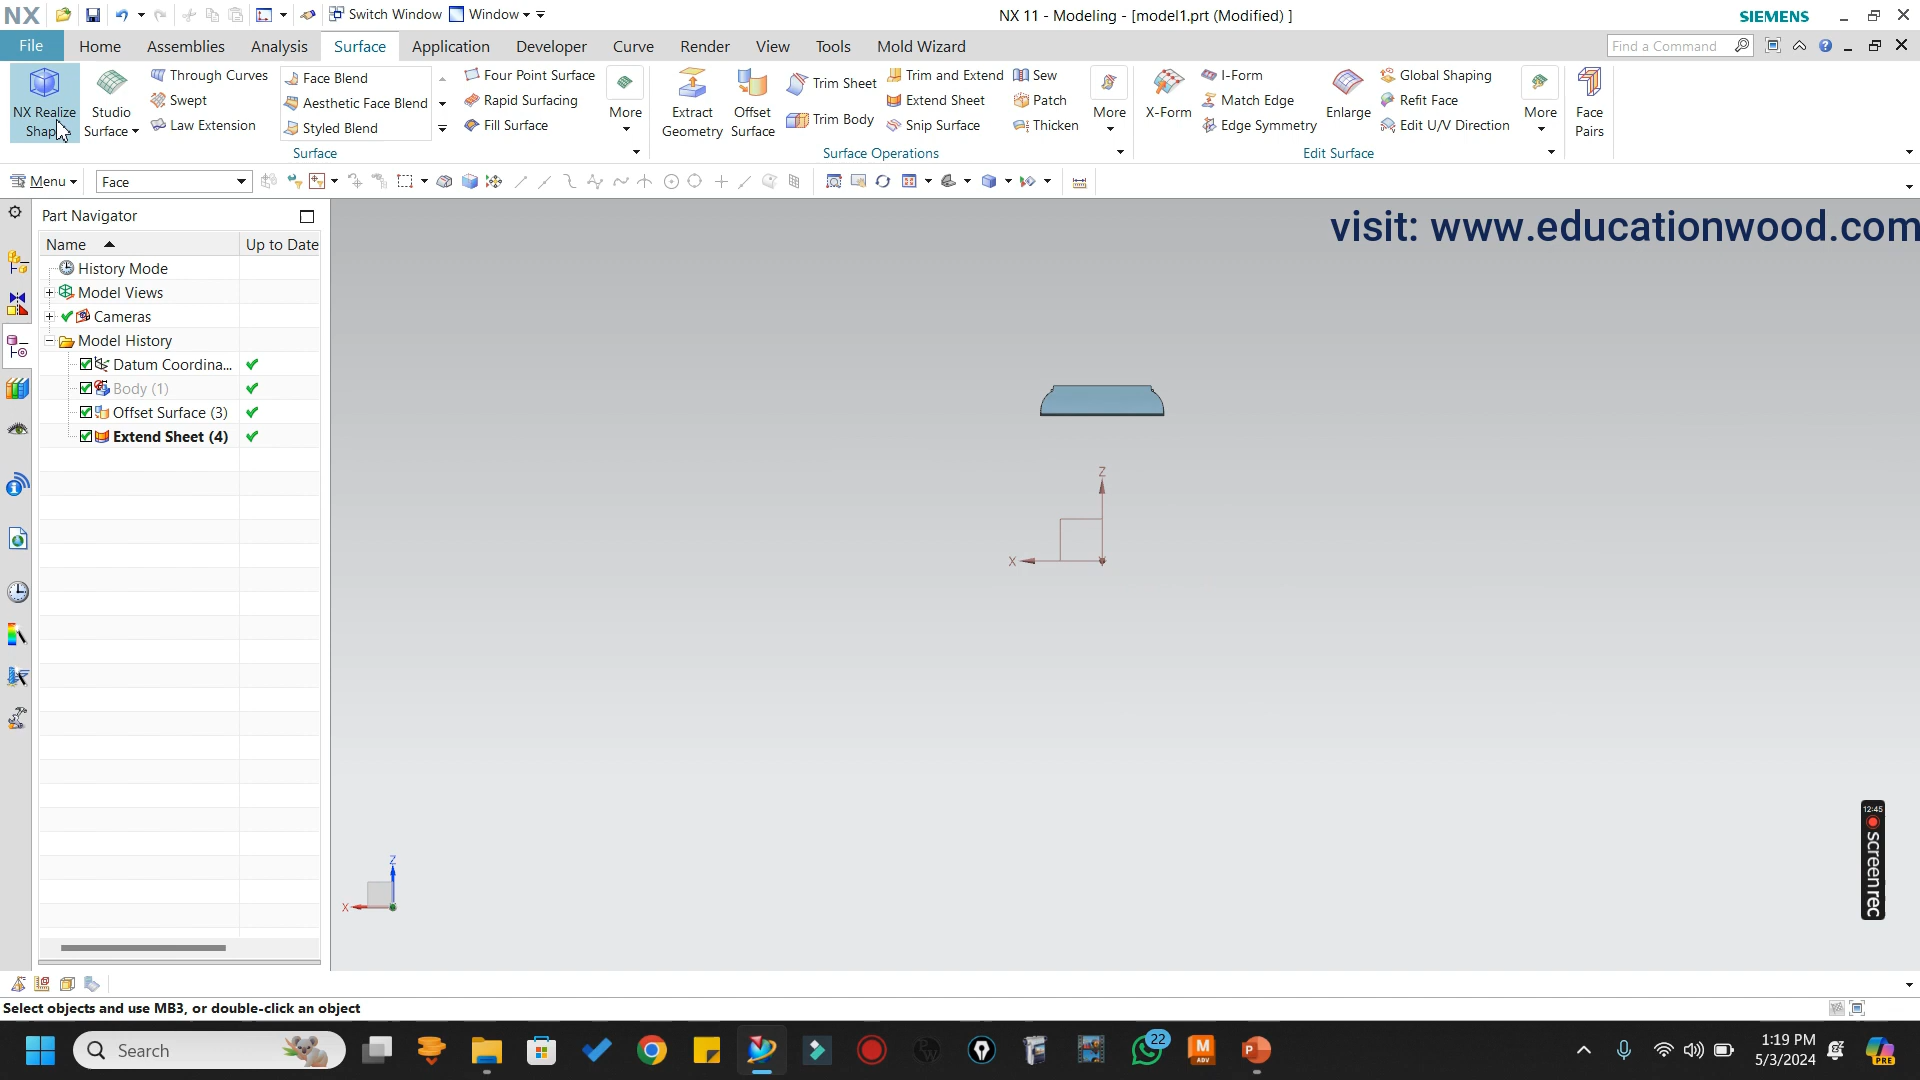 NX Switch Window Window NX 11 - Modeling - [model1.prt (Modified) ] SIEMENS
File Home Assemblies Analysis Surface Application Developer Curve Render View Tools Mold Wizard Find a Command
NX Realize Shape
Studio Surface
Through Curves
Swept
Law Extension
Face Blend
Aesthetic Face Blend
Styled Blend
Four Point Surface
Rapid Surfacing
Fill Surface
More
Surface
Extract Geometry
Offset Surface
Trim Sheet
Trim Body
Trim and Extend
Extend Sheet
Snip Surface
Sew
Patch
Thicken
More
Surface Operations
X-Form
I-Form
Match Edge
Edge Symmetry
Enlarge
Global Shaping
Refit Face
Edit U/V Direction
More
Edit Surface
Face Pairs
Menu Face
Part Navigator
Name Up to Date
History Mode
Model Views
Cameras
Model History
Datum Coordina...
Body (1)
Offset Surface (3)
Extend Sheet (4)
visit: www.educationwood.com
Z
X
Y
Z
X
12:45
screenrec
Select objects and use MB3, or double-click an object
Search
22
M
ADV
1:19 PM
5/3/2024
PRE